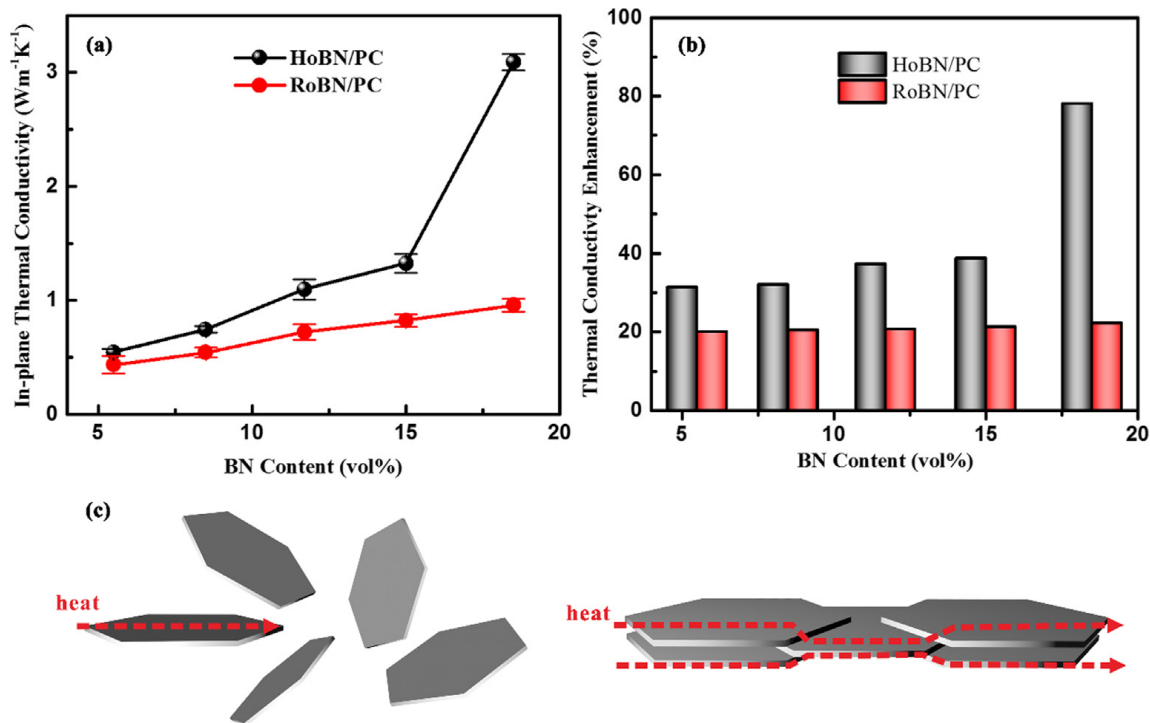 (a)
HoBN/PC
RoBN/PC
In-plane Thermal Conductivity (Wm⁻¹K⁻¹)
3
2
1
0
5
10
15
20
BN Content (vol%)
(b)
HoBN/PC
RoBN/PC
Thermal Conductivty Enhancement (%)
100
80
60
40
20
0
5
10
15
20
BN Content (vol%)
(c)
heat
heat